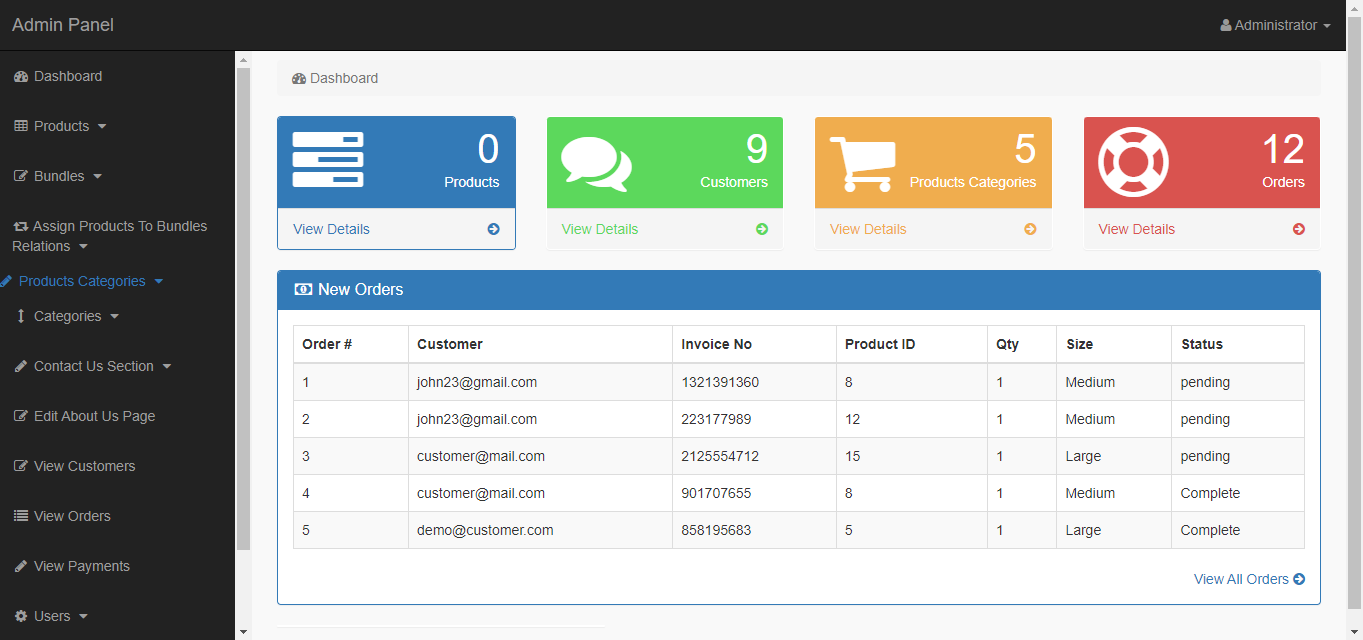 Admin Panel
Administrator
Dashboard
Products
Bundles
Assign Products To Bundles
Relations
Products Categories
Categories
Contact Us Section
Edit About Us Page
View Customers
View Orders
View Payments
Users
Dashboard
0
Products
View Details
9
Customers
View Details
5
Products Categories
View Details
12
Orders
View Details
New Orders
Order # Customer Invoice No Product ID Qty Size Status
1 john23@gmail.com 1321391360 8 1 Medium pending
2 john23@gmail.com 223177989 12 1 Medium pending
3 customer@mail.com 2125554712 15 1 Large pending
4 customer@mail.com 901707655 8 1 Medium Complete
5 demo@customer.com 858195683 5 1 Large Complete
View All Orders